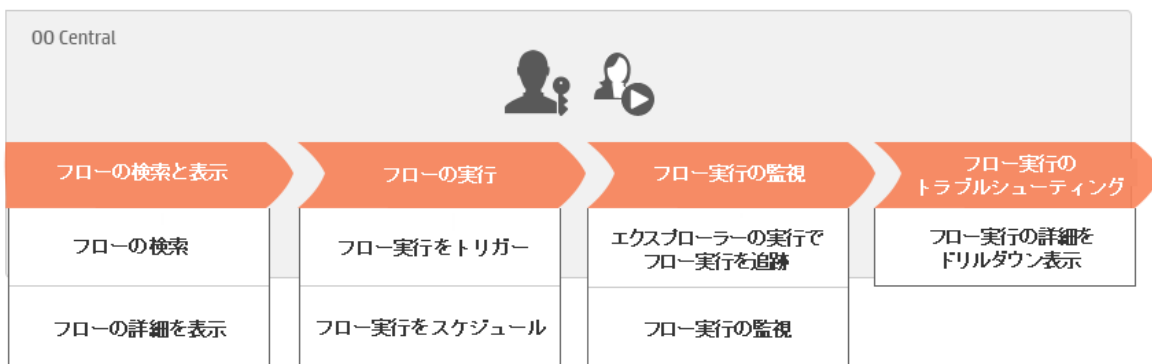 OO Central
フローの検索と表示
フローの実行
フロー実行の監視
フロー実行の
トラブルシューティング
フローの検索
フロー実行をトリガー
エクスプローラーの実行で
フロー実行を追跡
フロー実行の詳細を
ドリルダウン表示
フローの詳細を表示
フロー実行をスケジュール
フロー実行の監視